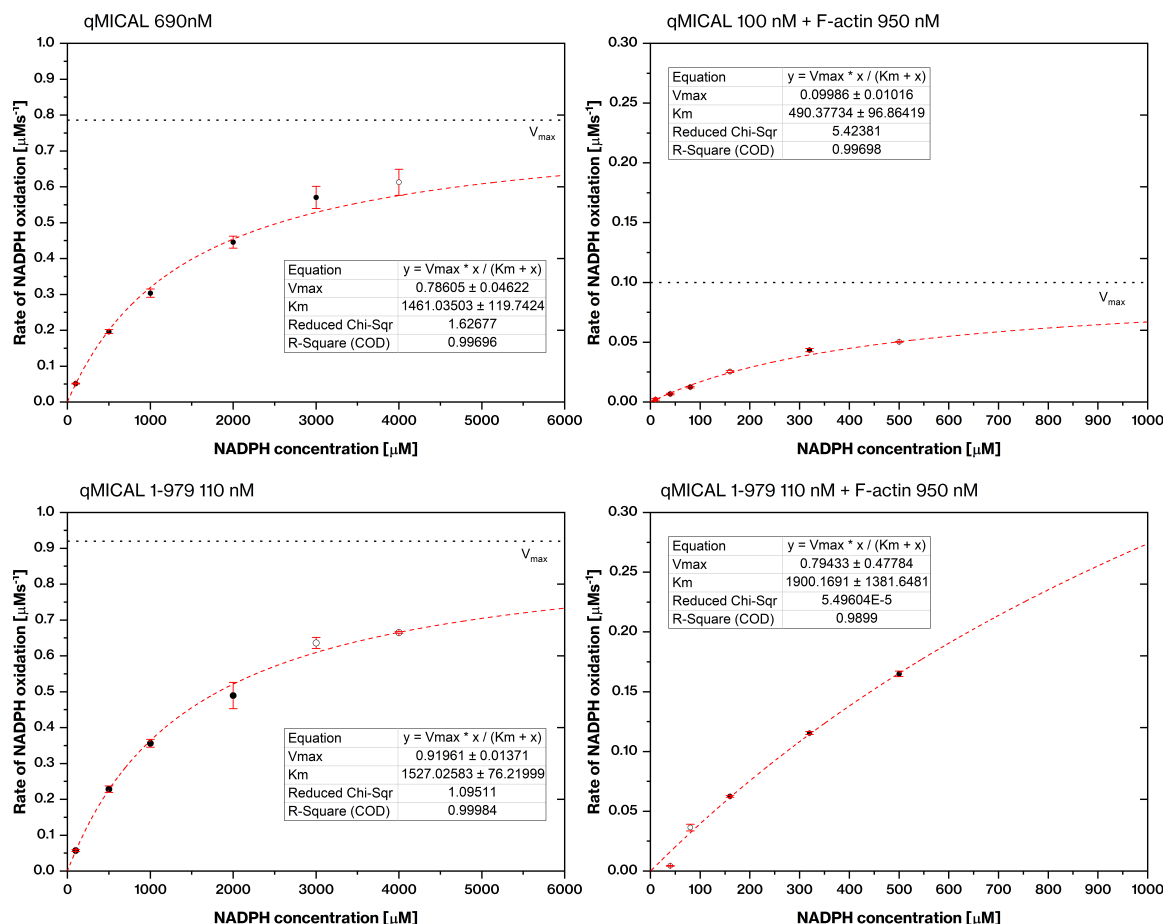 qMICAL 690nM
1.0
0.9
0.8
0.7
0.6
0.5
0.4
0.3
0.2
0.1
0.0
Rate of NADPH oxidation [μMs-1]
Vmax
Equation y = Vmax * x / (Km + x)
Vmax 0.78605 ± 0.04622
Km 1461.03503 ± 119.7424
Reduced Chi-Sqr 1.62677
R-Square (COD) 0.99696
0 1000 2000 3000 4000 5000 6000
NADPH concentration [μM]
qMICAL 100 nM + F-actin 950 nM
0.30
0.25
0.20
0.15
0.10
0.05
0.00
Rate of NADPH oxidation [μMs-1]
Equation y = Vmax * x / (Km + x)
Vmax 0.09986 ± 0.01016
Km 490.37734 ± 96.86419
Reduced Chi-Sqr 5.42381
R-Square (COD) 0.99698
Vmax
0 100 200 300 400 500 600 700 800 900 1000
NADPH concentration [μM]
qMICAL 1-979 110 nM
1.0
0.9
0.8
0.7
0.6
0.5
0.4
0.3
0.2
0.1
0.0
Rate of NADPH oxidation [μMs-1]
Vmax
Equation y = Vmax * x / (Km + x)
Vmax 0.91961 ± 0.01371
Km 1527.02583 ± 76.21999
Reduced Chi-Sqr 1.09511
R-Square (COD) 0.99984
0 1000 2000 3000 4000 5000 6000
NADPH concentration [μM]
qMICAL 1-979 110 nM + F-actin 950 nM
0.30
0.25
0.20
0.15
0.10
0.05
0.00
Rate of NADPH oxidation [μMs-1]
Equation y = Vmax * x / (Km + x)
Vmax 0.79433 ± 0.47784
Km 1900.1691 ± 1381.6481
Reduced Chi-Sqr 5.49604E-5
R-Square (COD) 0.9899
0 100 200 300 400 500 600 700 800 900 1000
NADPH concentration [μM]